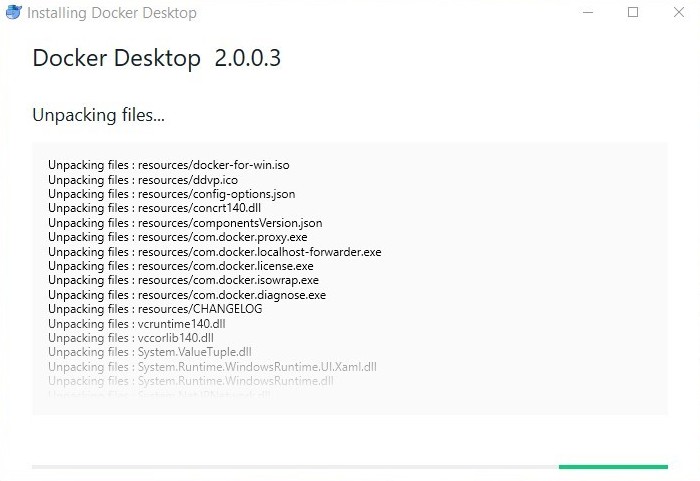 Installing Docker Desktop
Docker Desktop 2.0.0.3
Unpacking files...
Unpacking files : resources/docker-for-win.iso
Unpacking files : resources/ddvp.ico
Unpacking files : resources/config-options.json
Unpacking files : resources/concrt140.dll
Unpacking files : resources/componentsVersion.json
Unpacking files : resources/com.docker.proxy.exe
Unpacking files : resources/com.docker.localhost-forwarder.exe
Unpacking files : resources/com.docker.license.exe
Unpacking files : resources/com.docker.isowrap.exe
Unpacking files : resources/com.docker.diagnose.exe
Unpacking files : resources/CHANGELOG
Unpacking files : vcruntime140.dll
Unpacking files : vccorlib140.dll
Unpacking files : System.ValueTuple.dll
Unpacking files : System.Runtime.WindowsRuntime.UI.Xaml.dll
Unpacking files : System.Runtime.WindowsRuntime.dll
Unpacking files :